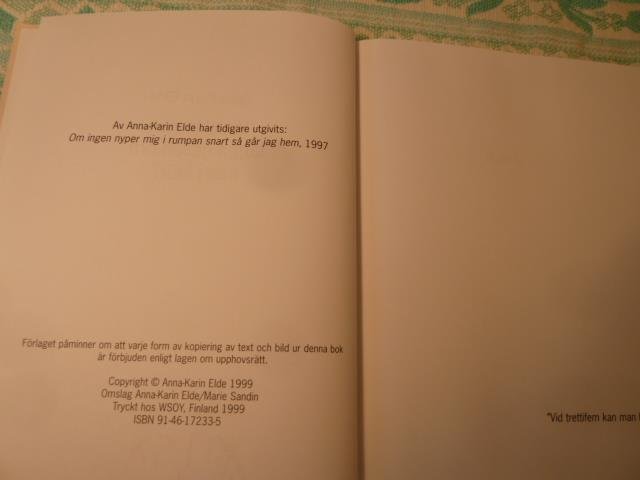 Av Anna-Karin Elde har tidigare utgivits:
Om ingen nyper mig i rumpan snart så går jag hem, 1997
Förlaget påminner om att varje form av kopiering av text och bild ur denna bok
är förbjuden enligt lagen om upphovsrätt.
Copyright © Anna-Karin Elde 1999
Omslag Anna-Karin Elde/Marie Sandin
Tryckt hos WSOY, Finland 1999
ISBN 91-46-17233-5
"Vid trettifem kan man